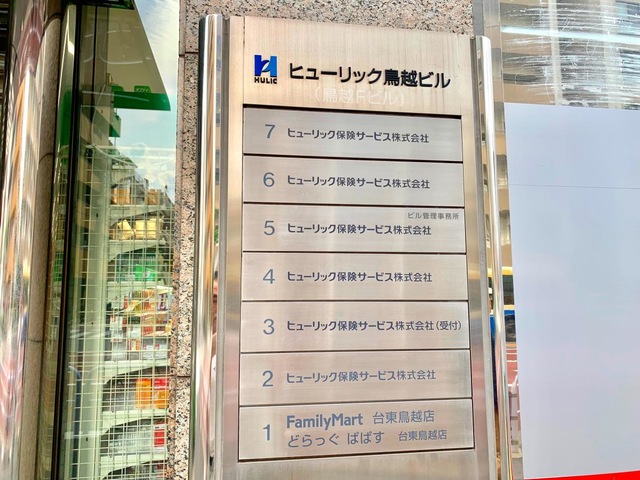 HULIC
ヒューリック鳥越ビル
(鳥越Fビル)
7 ヒューリック保険サービス株式会社
6 ヒューリック保険サービス株式会社
ビル管理事務所
5 ヒューリック保険サービス株式会社
4 ヒューリック保険サービス株式会社
3 ヒューリック保険サービス株式会社(受付)
2 ヒューリック保険サービス株式会社
1 FamilyMart 台東鳥越店
どらっぐ ぱぱす 台東鳥越店